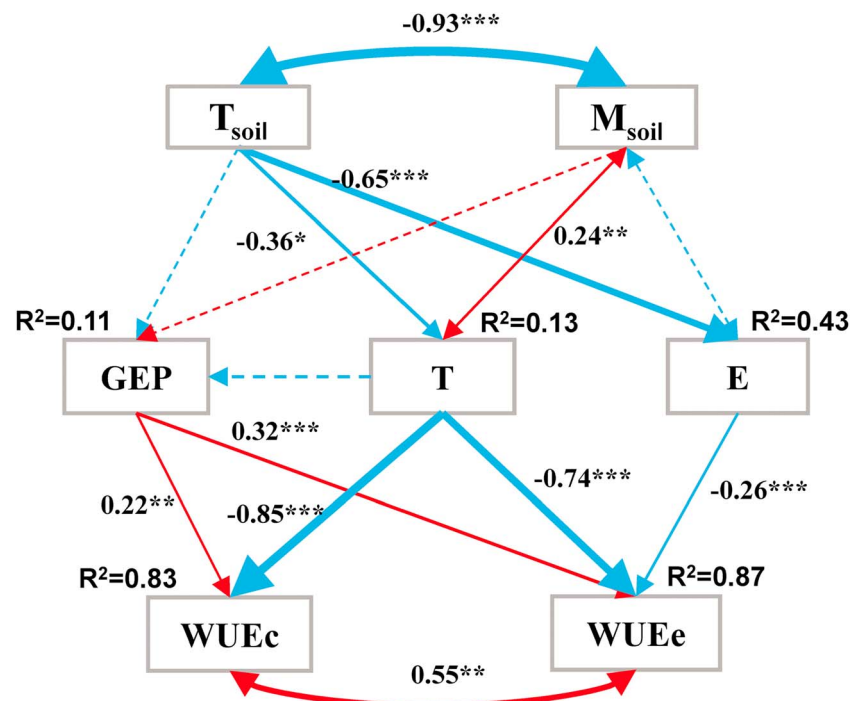 -0.93***
T soil
M soil
-0.65***
-0.36*
0.24**
R²=0.11
R²=0.13
R²=0.43
GEP
T
E
0.32***
0.22**
-0.85***
-0.74***
-0.26***
R²=0.83
R²=0.87
WUEc
WUEe
0.55**